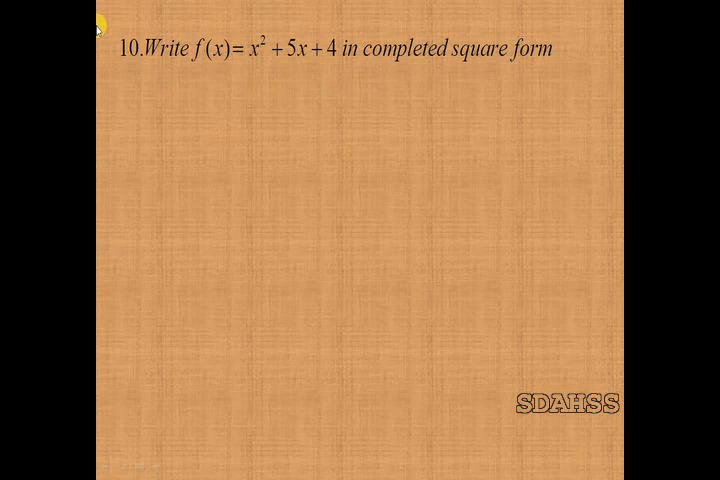 10.Write f (x)= x² + 5x + 4 in completed square form
SDAHSS